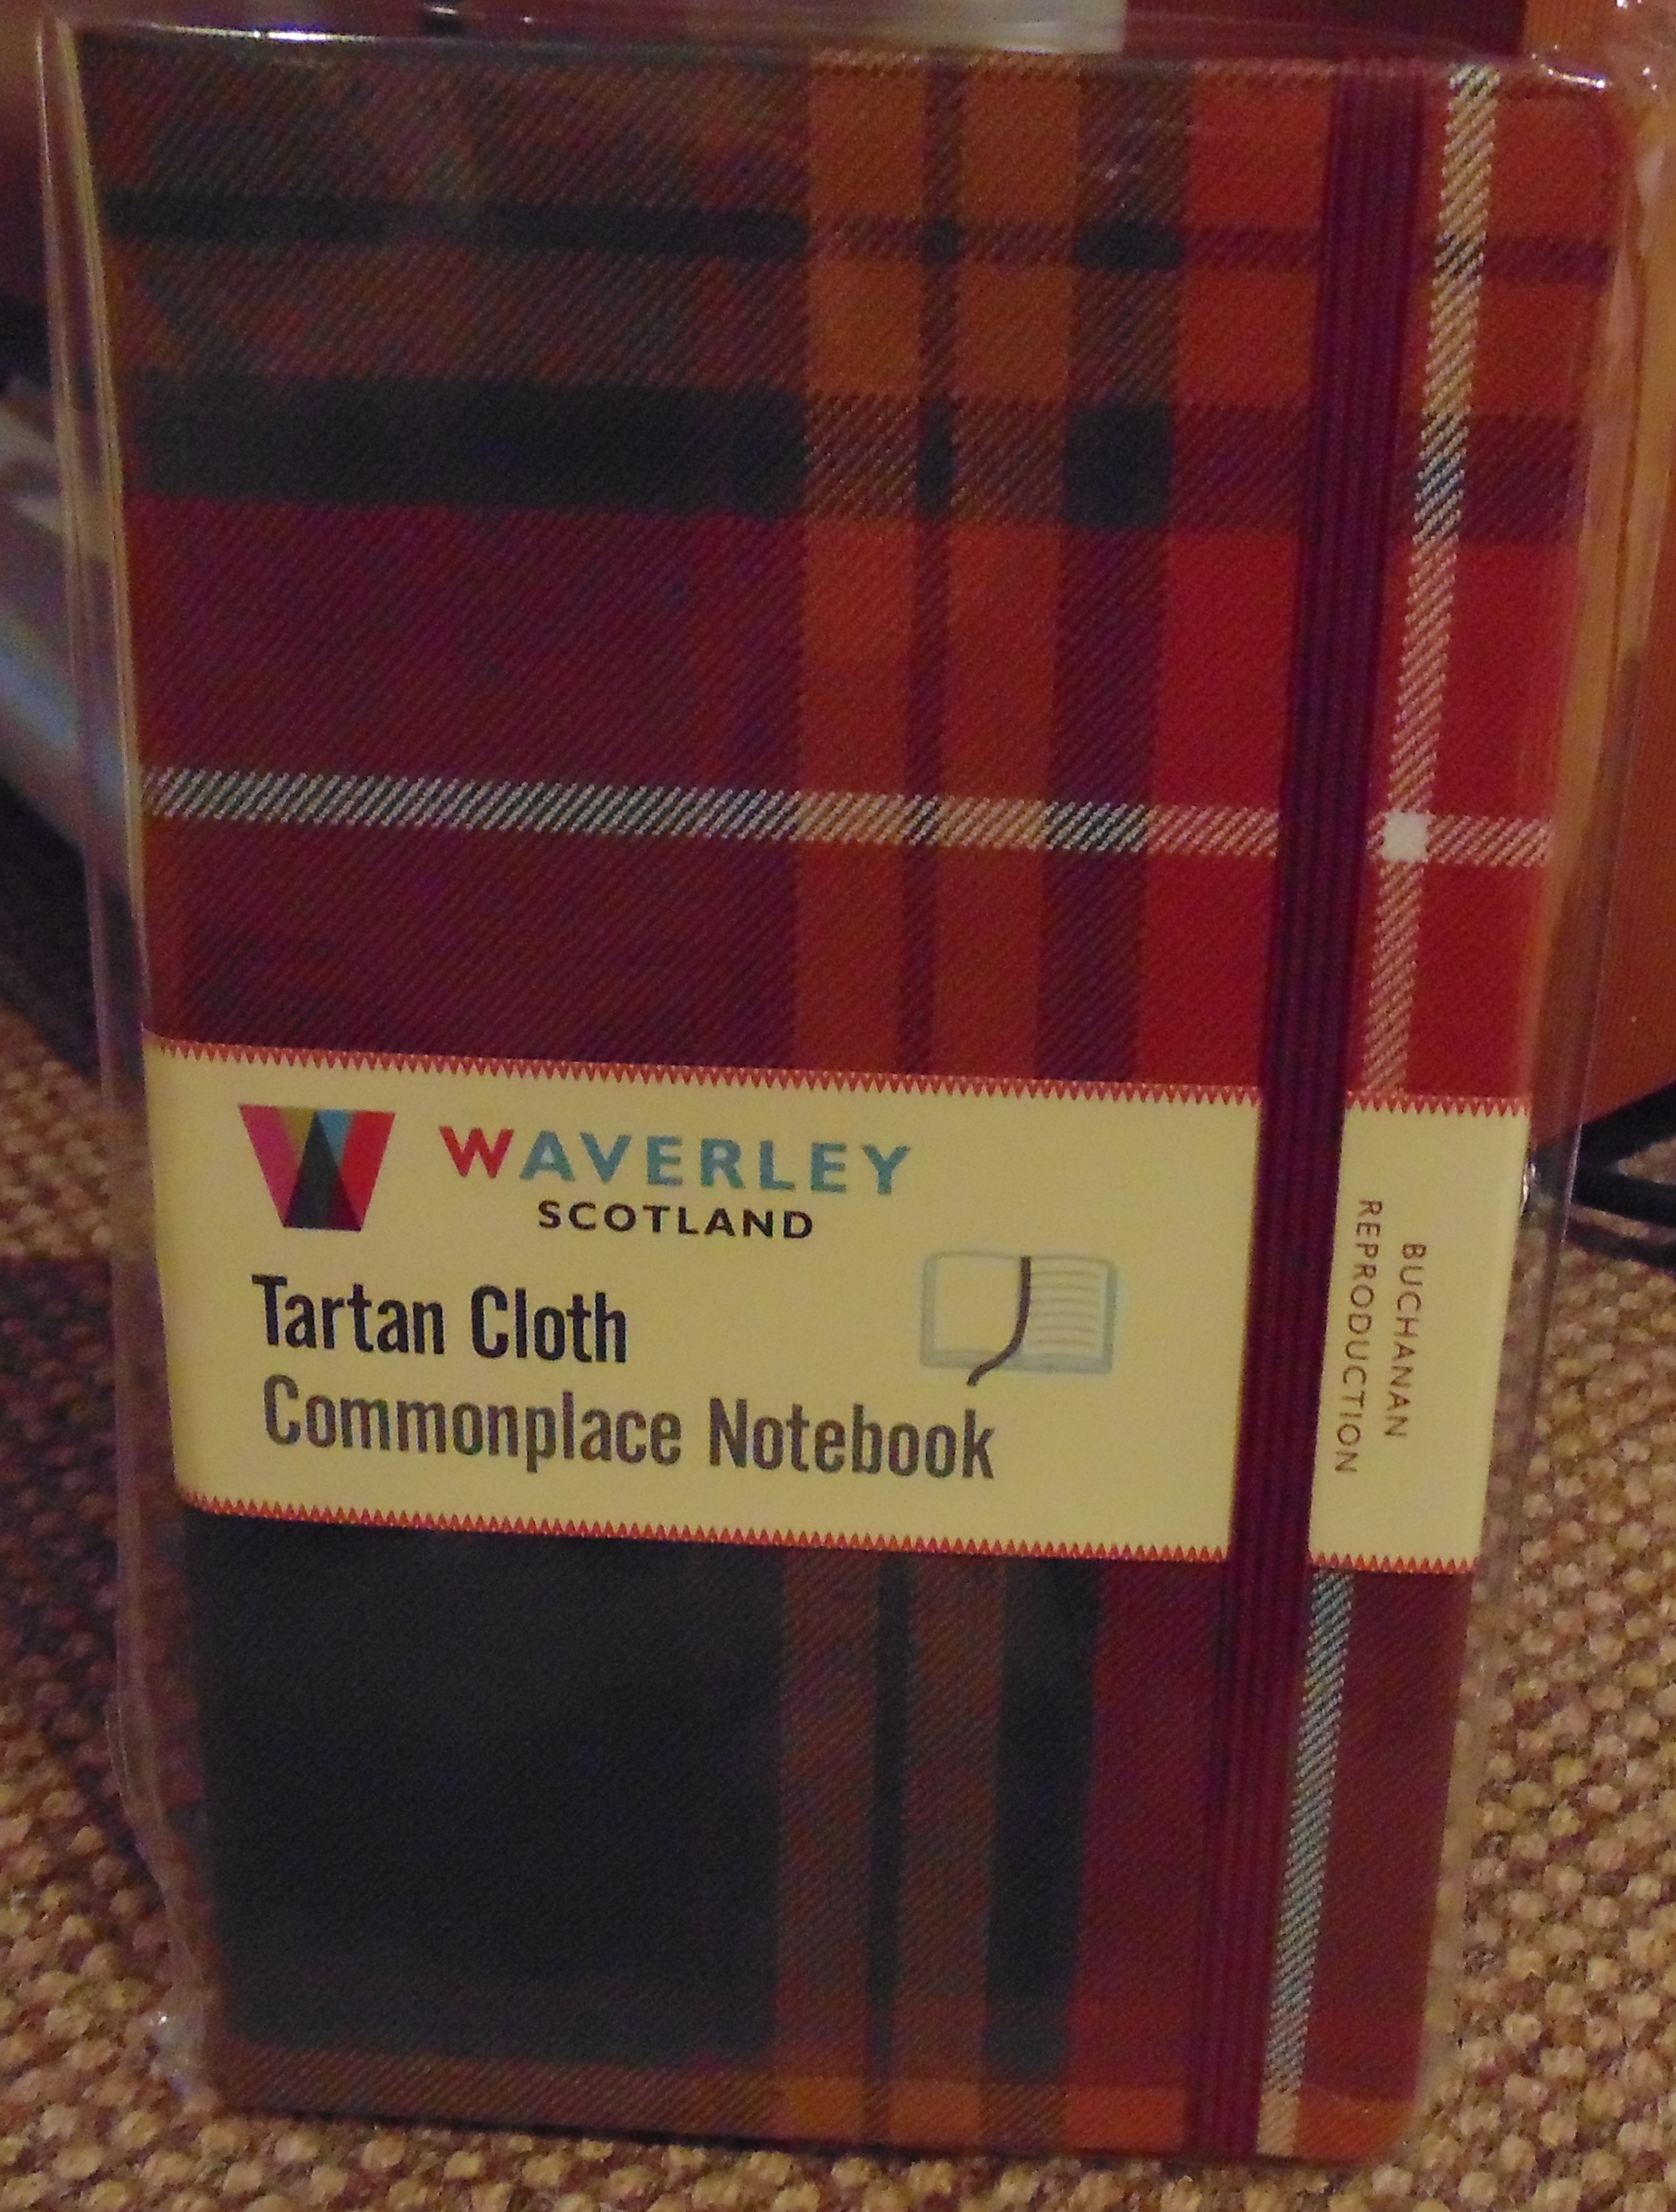 WAVERLEY
SCOTLAND
Tartan Cloth
Commonplace Notebook
BUCHANAN
REPRODUCTION